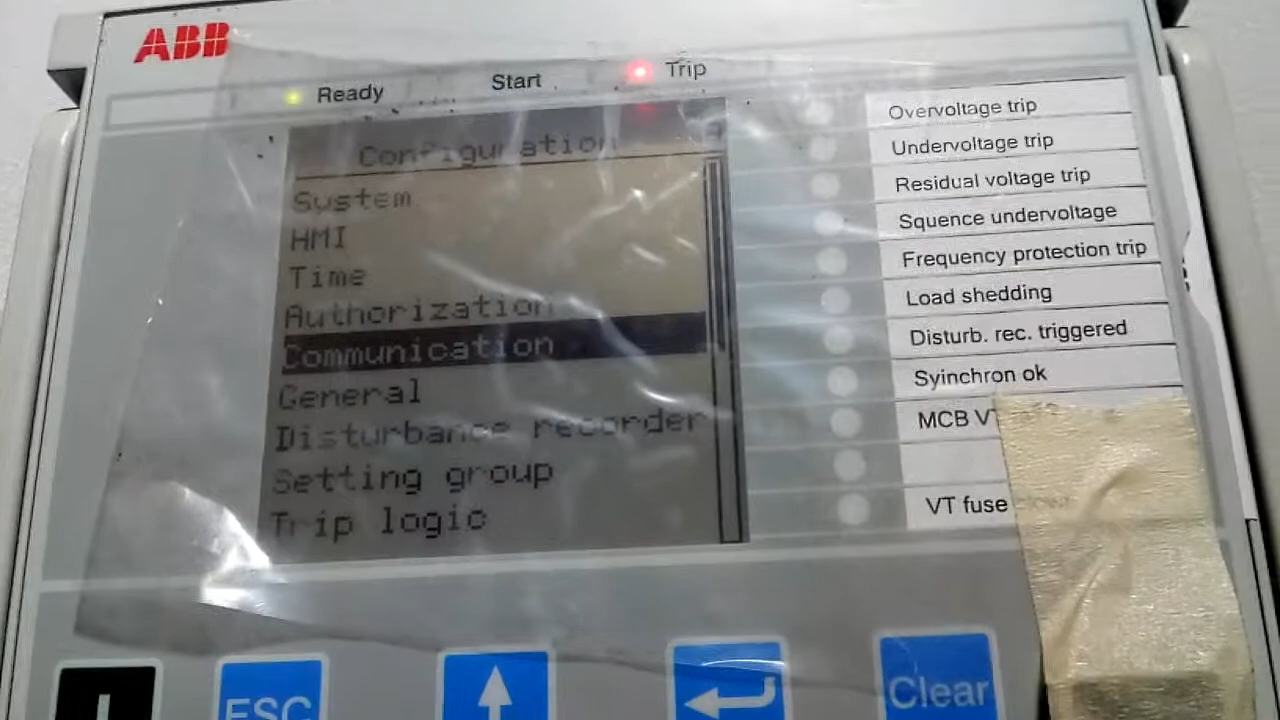 ABB
Ready
Start
Trip
Configuration
System
HMI
Time
Authorization
Communication
General
Disturbance recorder
Setting group
Trip logic
Overvoltage trip
Undervoltage trip
Residual voltage trip
Squence undervoltage
Frequency protection trip
Load shedding
Disturb. rec. triggered
Syinchron ok
MCB
VT fuse
ESC
Clear